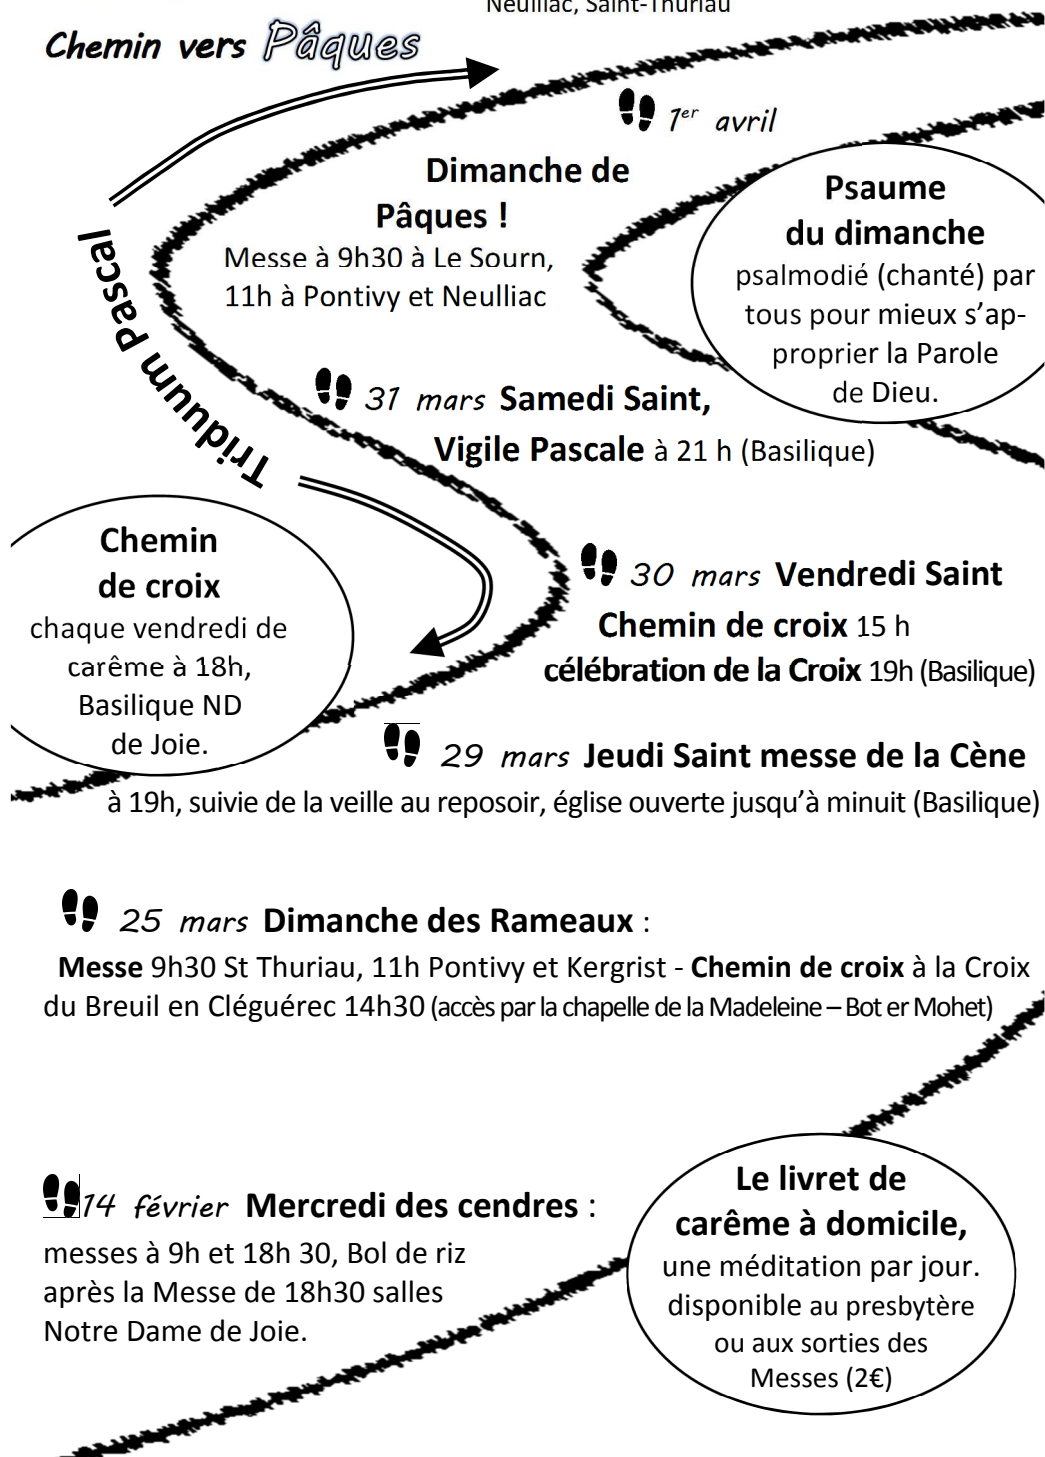 Neulliac, Saint-Thuriau
Chemin vers Pâques
1er avril
Dimanche de
Pâques !
Messe à 9h30 à Le Sourn,
11h à Pontivy et Neulliac
Psaume
du dimanche
psalmodié (chanté) par
tous pour mieux s’ap-
proprier la Parole
de Dieu.
Triduum Pascal
31 mars Samedi Saint,
Vigile Pascale à 21 h (Basilique)
Chemin
de croix
chaque vendredi de
carême à 18h,
Basilique ND
de Joie.
30 mars Vendredi Saint
Chemin de croix 15 h
célébration de la Croix 19h (Basilique)
29 mars Jeudi Saint messe de la Cène
à 19h, suivie de la veille au reposoir, église ouverte jusqu’à minuit (Basilique)
25 mars Dimanche des Rameaux :
Messe 9h30 St Thuriau, 11h Pontivy et Kergrist - Chemin de croix à la Croix
du Breuil en Cléguérec 14h30 (accès par la chapelle de la Madeleine – Bot er Mohet)
14 février Mercredi des cendres :
messes à 9h et 18h 30, Bol de riz
après la Messe de 18h30 salles
Notre Dame de Joie.
Le livret de
carême à domicile,
une méditation par jour.
disponible au presbytère
ou aux sorties des
Messes (2€)